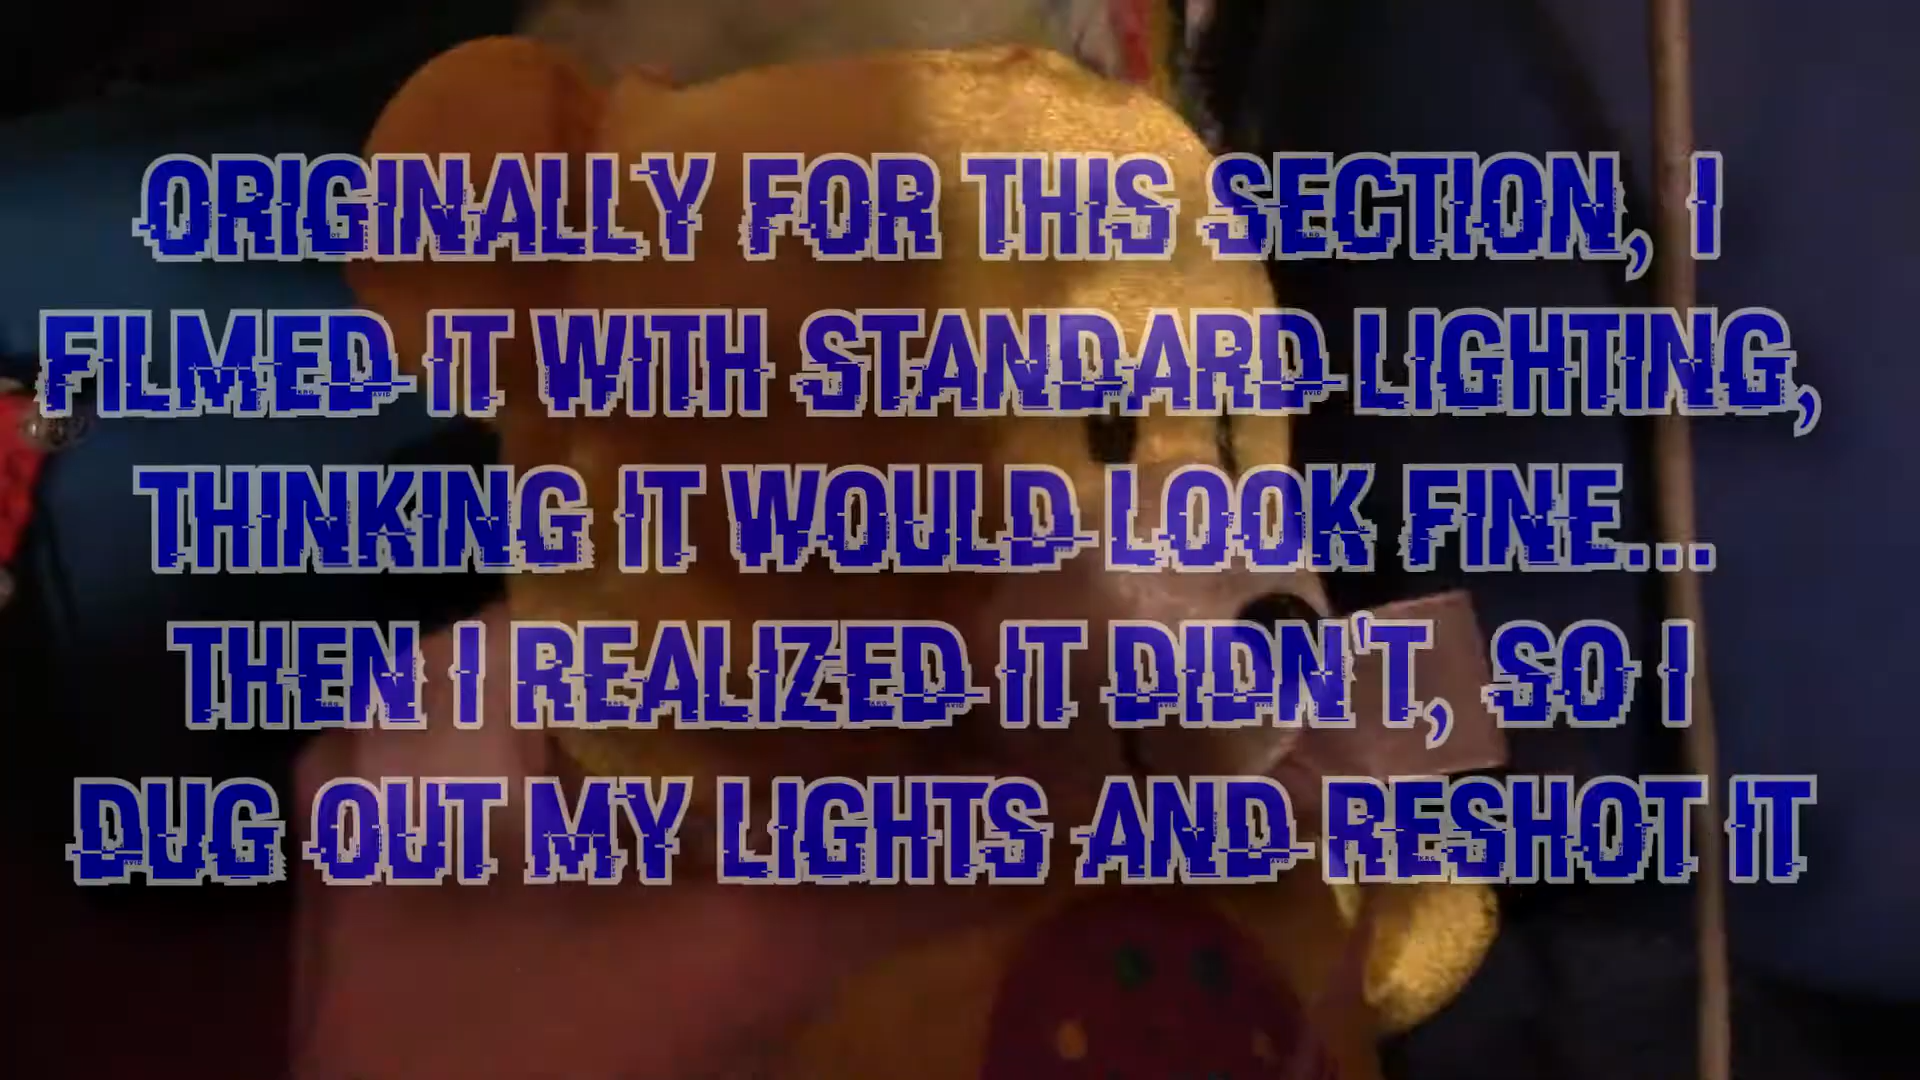 ORIGINALLY FOR THIS SECTION, I
FILMED IT WITH STANDARD LIGHTING,
THINKING IT WOULD LOOK FINE...
THEN I REALIZED IT DIDN'T, SO I
DUG OUT MY LIGHTS AND RESHOT IT